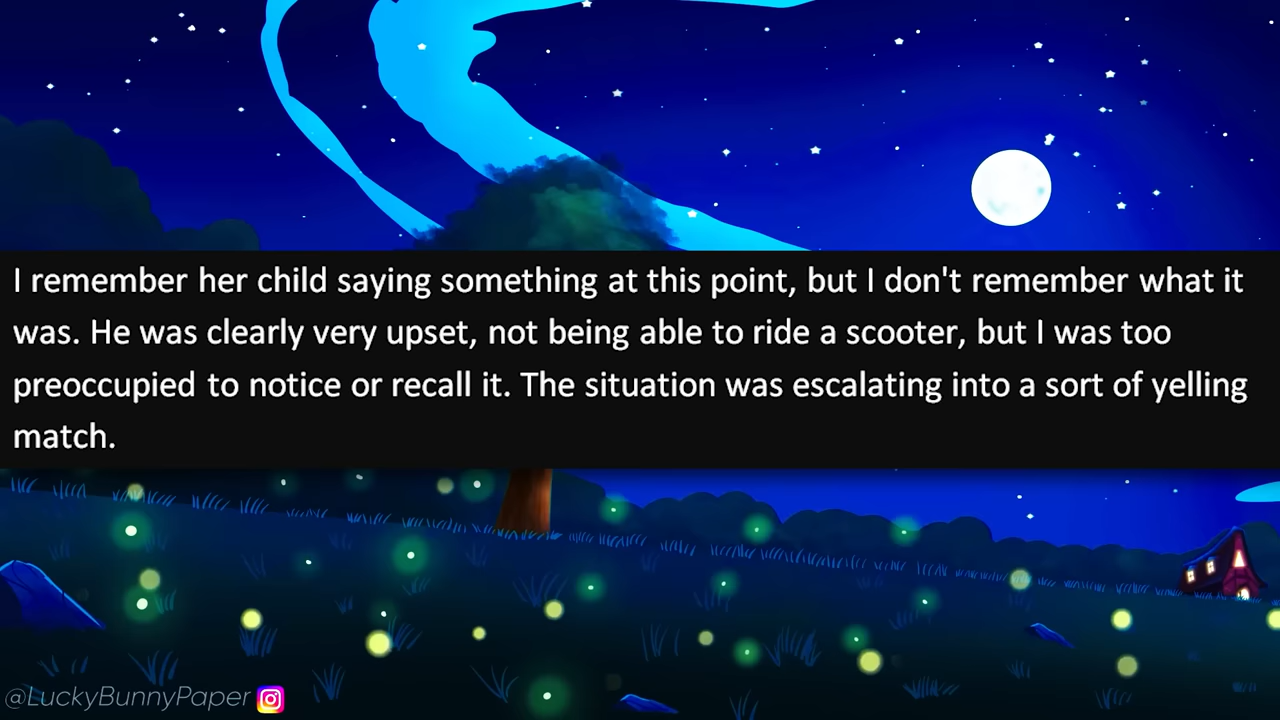 I remember her child saying something at this point, but I don't remember what it
was. He was clearly very upset, not being able to ride a scooter, but I was too
preoccupied to notice or recall it. The situation was escalating into a sort of yelling
match.
@LuckyBunnyPaper